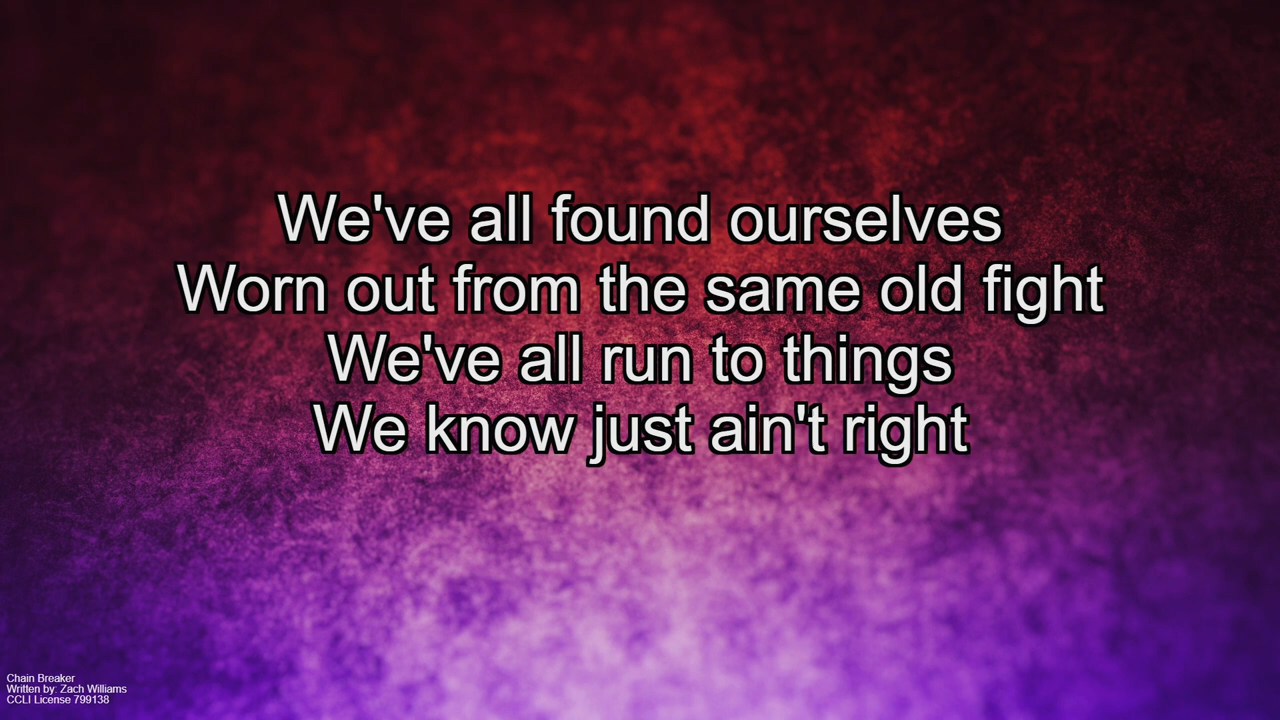 We've all found ourselves
Worn out from the same old fight
We've all run to things
We know just ain't right
Chain Breaker
Written by: Zach Williams
CCLI License 799138